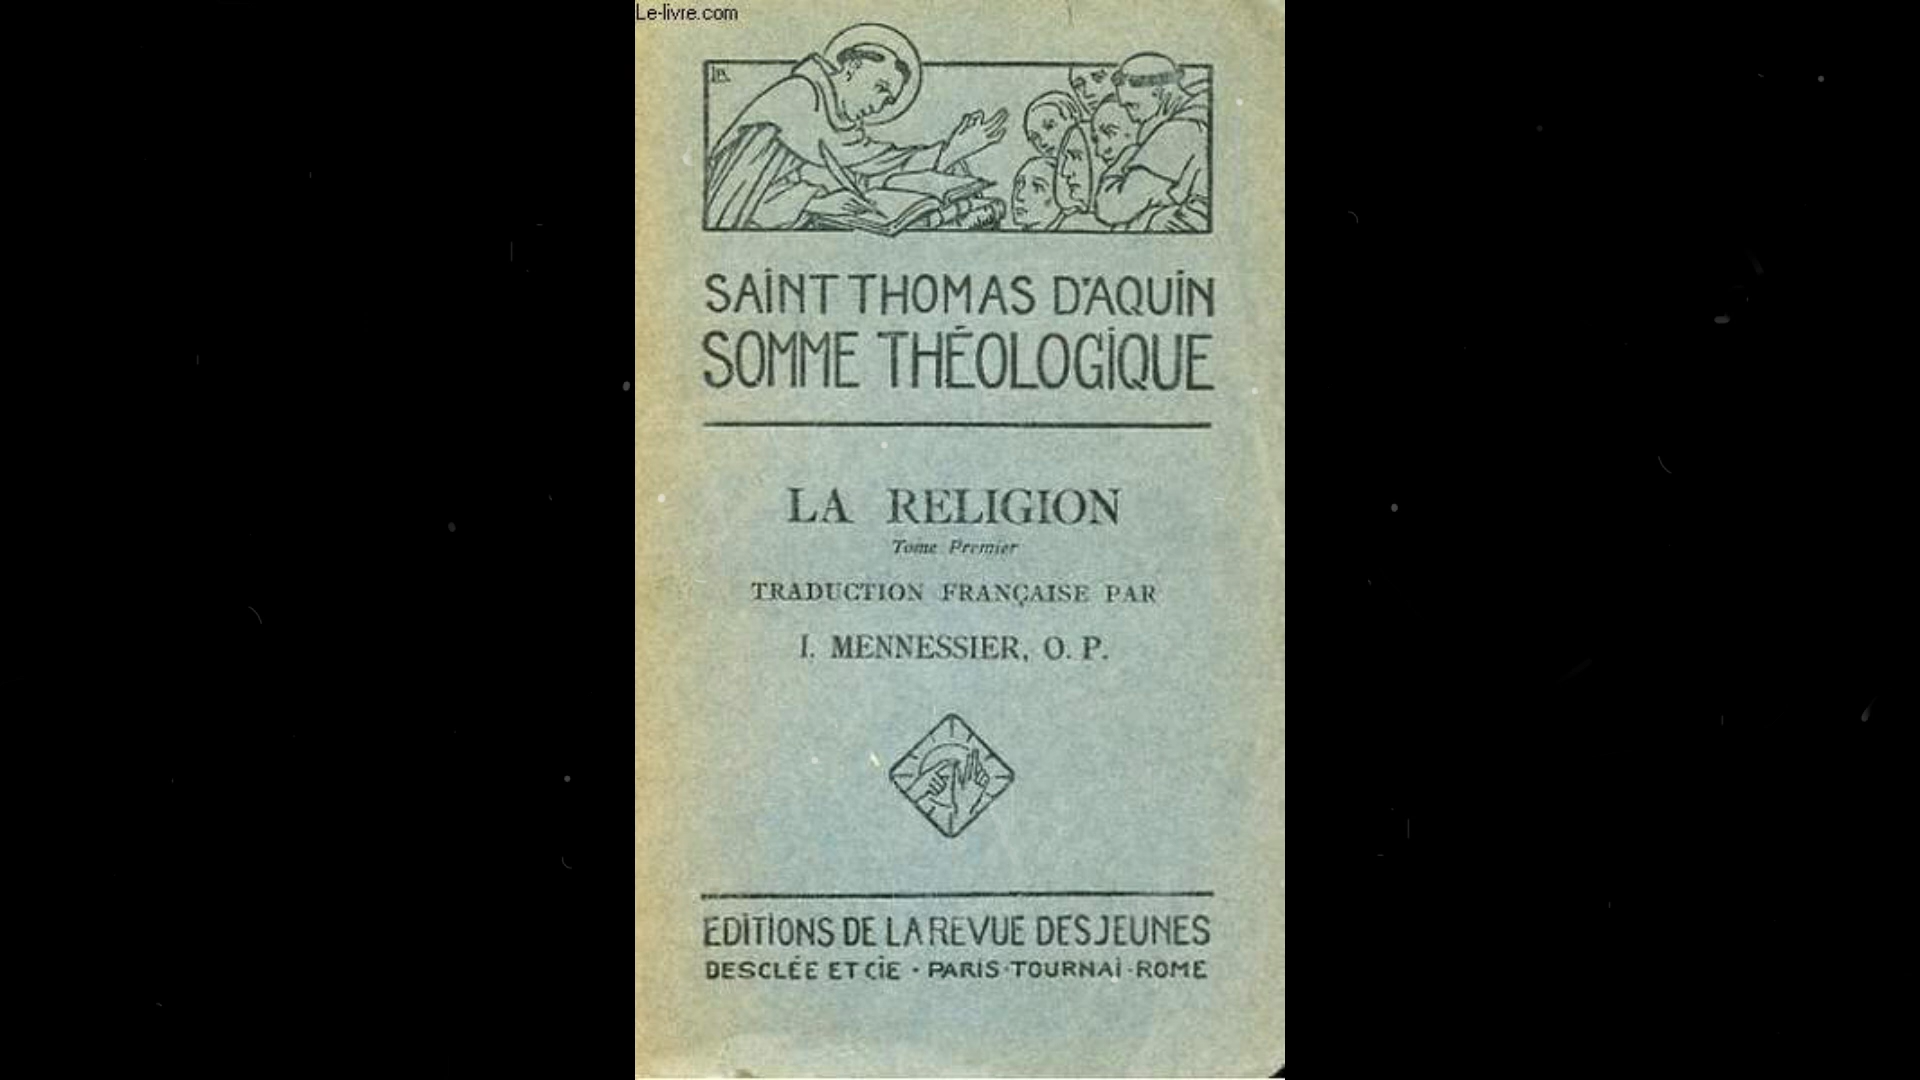 Le-livre.com
SAINT THOMAS D'AQUIN
SOMME THÉOLOGIQUE
LA RELIGION
Tome Premier
TRADUCTION FRANÇAISE PAR
I. MENNESSIER, O. P.
EDITIONS DE LA REVUE DES JEUNES
DESCLÉE ET CIE · PARIS · TOURNAI · ROME